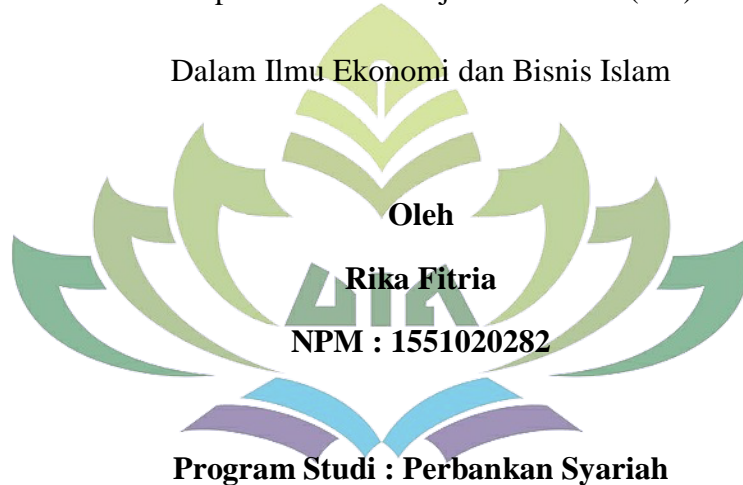 Dalam Ilmu Ekonomi dan Bisnis Islam
Oleh
Rika Fitria
NPM : 1551020282
Program Studi : Perbankan Syariah